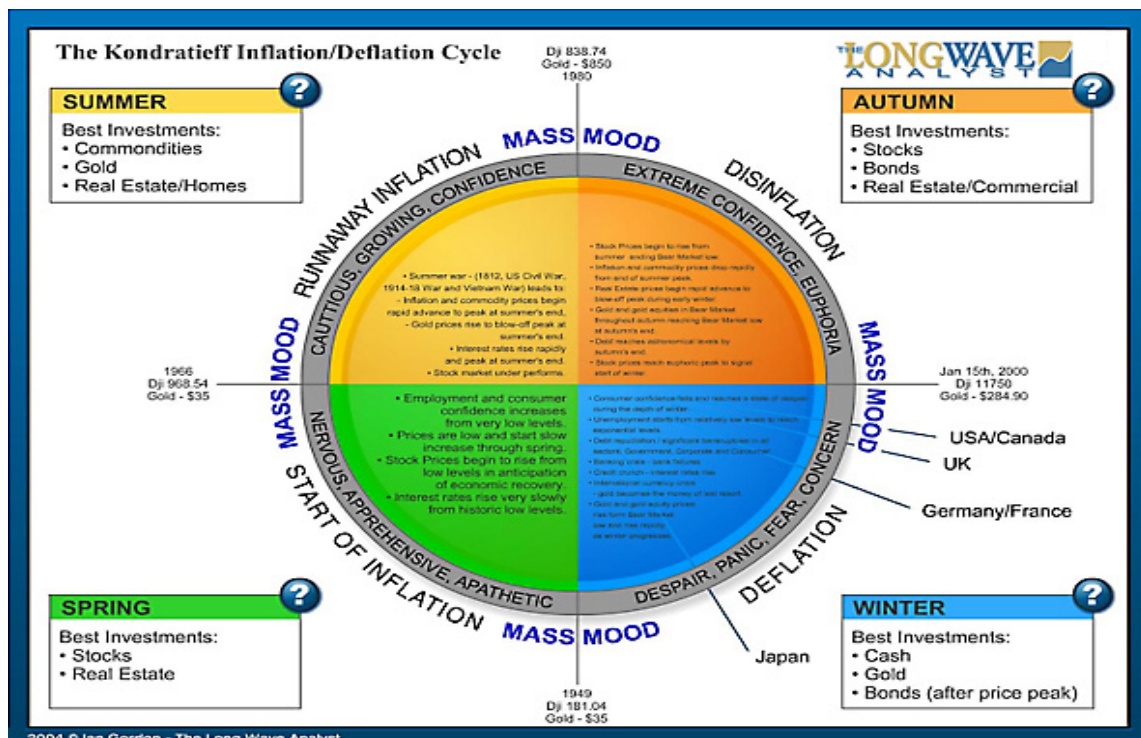 The Kondratieff Inflation/Deflation Cycle
Dji 838.74
Gold - $850
1980
THE
LONGWAVE
ANALYST
?
SUMMER
Best Investments:
• Commondities
• Gold
• Real Estate/Homes
?
AUTUMN
Best Investments:
• Stocks
• Bonds
• Real Estate/Commercial
MASS MOOD
RUNNAWAY INFLATION
DISINFLATION
CAUTTIOUS, GROWING, CONFIDENCE
EXTREME CONFIDENCE, EUPHORIA
• Summer war - (1812, US Civil War,
1914-18 War and Vietnam War) leads to:
- Inflation and commodity prices begin
rapid advance to peak at summer's end,
- Gold prices rise to blow-off peak at
summer's end.
• Interest rates rise rapidly
and peak at summer's end.
• Stock market under performs.
• Stock Prices begin to rise from
summer ending Bear Market low.
• Inflation and commodity prices drop rapidly
from end of summer peak.
• Real Estate prices begin rapid advance to
blow-off peak during early winter.
• Gold and gold equities in Bear Market
throughout autumn reaching Bear Market low
at autumn's end.
• Debt reaches astronomical levels by
autumn's end.
• Stock prices reach euphoric peak to signal
start of winter.
MASS MOOD
MASS MOOD
1966
Dji 968.54
Gold - $35
Jan 15th, 2000
Dji 11750
Gold - $284.90
• Employment and consumer
confidence increases
from very low levels.
• Prices are low and start slow
increase through spring.
• Stock Prices begin to rise from
low levels in anticipation
of economic recovery.
• Interest rates rise very slowly
from historic low levels.
• Consumer confidence fells and reaches a state of despair
during the depth of winter.
• Unemployment starts from relatively low levels to reach
exponential levels.
• Debt repudiation / significant bankruptcies in all
sectors; Government, Corporate and Consumer.
• Banking crisis - bank failures.
• Credit crunch - interest rates rise.
• International currency crisis
- gold becomes the money of last resort.
• Gold and gold equity prices
rise from Bear Market
low and rise rapidly
as winter progresses.
USA/Canada
UK
Germany/France
Japan
NERVOUS, APPREHENSIVE, APATHETIC
DESPAIR, PANIC, FEAR, CONCERN
START OF INFLATION
DEFLATION
MASS MOOD
?
SPRING
Best Investments:
• Stocks
• Real Estate
?
WINTER
Best Investments:
• Cash
• Gold
• Bonds (after price peak)
1949
Dji 181.04
Gold - $35
2004 © Ian Gordon - The Long Wave Analyst